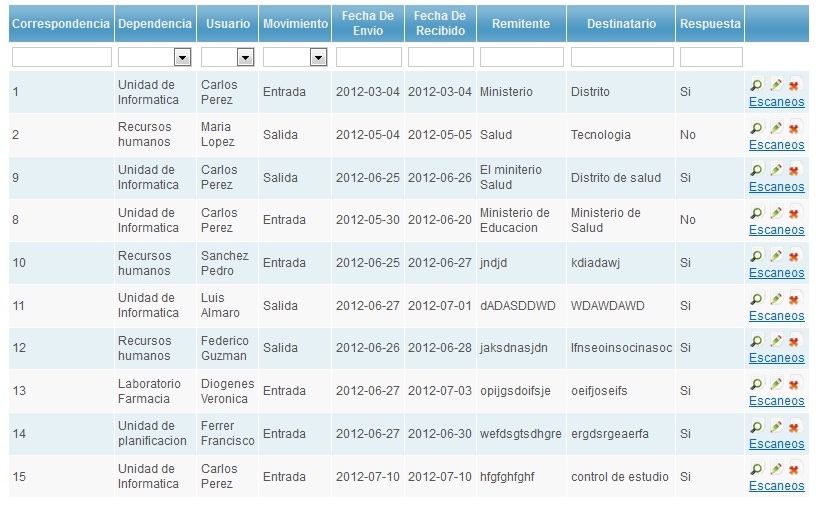 Correspondencia Dependencia Usuario Movimiento Fecha De Envio Fecha De Recibido Remitente Destinatario Respuesta
1 Unidad de Informatica Carlos Perez Entrada 2012-03-04 2012-03-04 Ministerio Distrito Si Escaneos
2 Recursos humanos Maria Lopez Salida 2012-05-04 2012-05-05 Salud Tecnologia No Escaneos
9 Unidad de Informatica Carlos Perez Salida 2012-06-25 2012-06-26 El miniterio Salud Distrito de salud Si Escaneos
8 Unidad de Informatica Carlos Perez Entrada 2012-05-30 2012-06-20 Ministerio de Educacion Ministerio de Salud No Escaneos
10 Recursos humanos Sanchez Pedro Entrada 2012-06-25 2012-06-27 jndjd kdiadawj Si Escaneos
11 Unidad de Informatica Luis Almaro Salida 2012-06-27 2012-07-01 dADASDDWD WDAWDAWD Si Escaneos
12 Recursos humanos Federico Guzman Salida 2012-06-26 2012-06-28 jaksdnasjdn lfnseoinsocinasoc Si Escaneos
13 Laboratorio Farmacia Diogenes Veronica Entrada 2012-06-27 2012-07-03 opijgsdoifsje oeifjoseifs Si Escaneos
14 Unidad de planificacion Ferrer Francisco Entrada 2012-06-27 2012-06-30 wefdsgtsdhgre ergdsrgeaerfa Si Escaneos
15 Unidad de Informatica Carlos Perez Entrada 2012-07-10 2012-07-10 hfgfghfghf control de estudio Si Escaneos